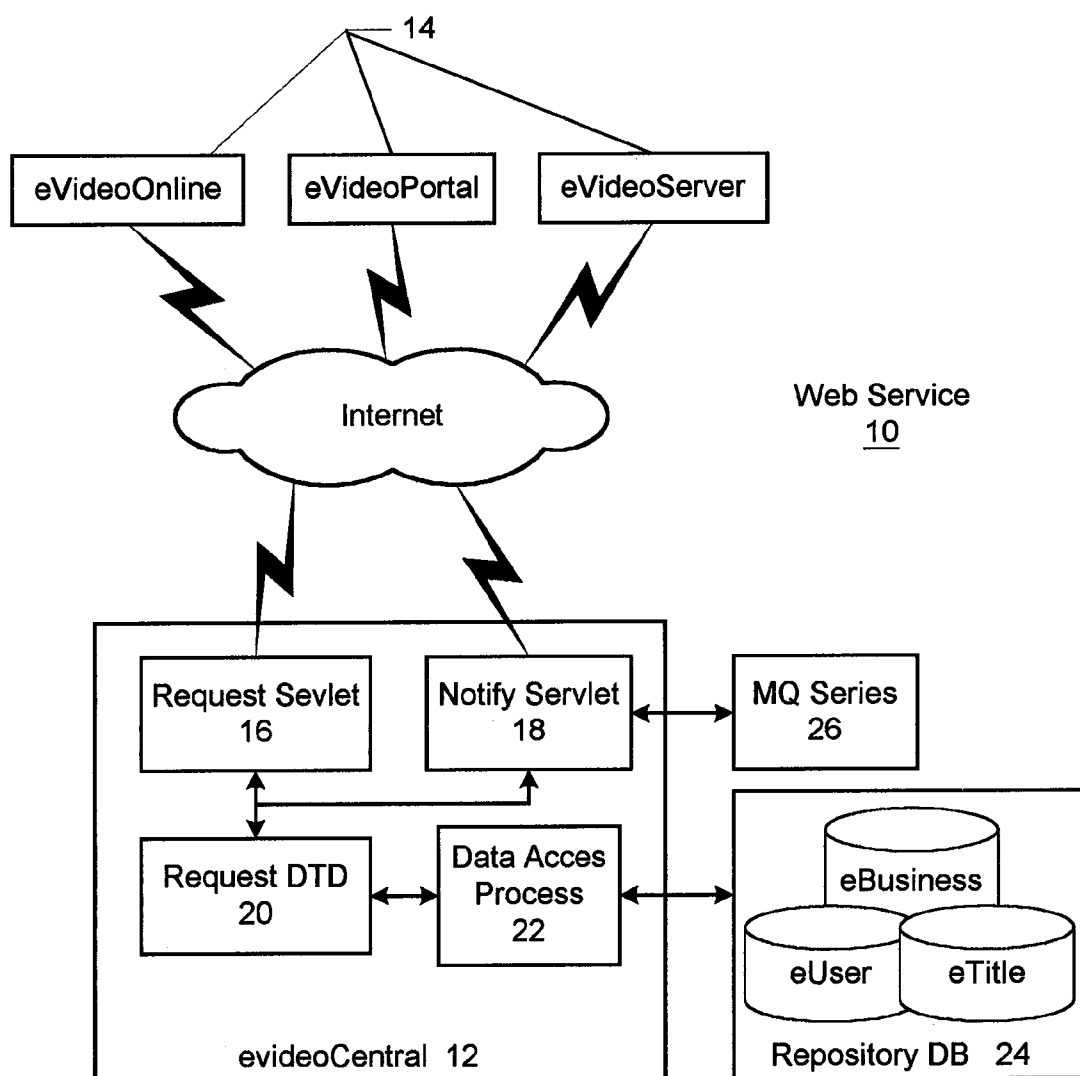 14
eVideoOnline
eVideoPortal
eVideoServer
Internet
Web Service
10
Request Sevlet
16
Notify Servlet
18
MQ Series
26
Request DTD
20
Data Acces
Process
22
eBusiness
eUser
eTitle
evideoCentral 12
Repository DB 24